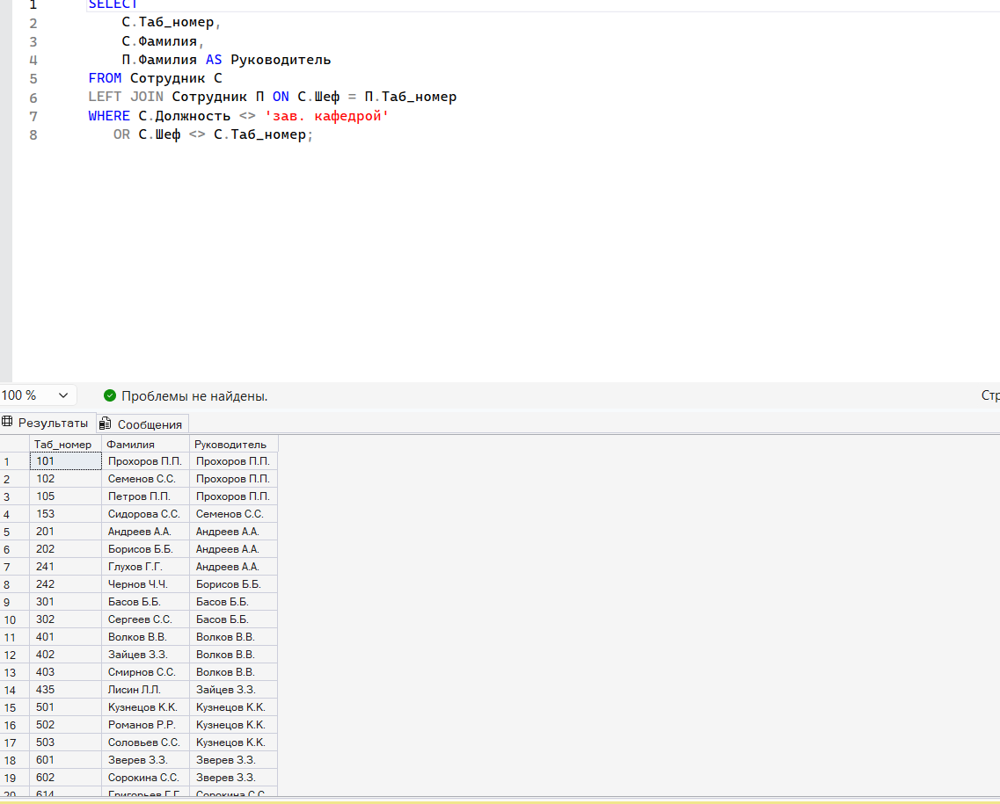 1 SELECT
2 С.Таб_номер,
3 С.Фамилия,
4 П.Фамилия AS Руководитель
5 FROM Сотрудник С
6 LEFT JOIN Сотрудник П ON С.Шеф = П.Таб_номер
7 WHERE С.Должность <> 'зав. кафедрой'
8 OR С.Шеф <> С.Таб_номер;
100 % Проблемы не найдены. Стр
Результаты Сообщения
Таб_номер Фамилия Руководитель
1 101 Прохоров П.П. Прохоров П.П.
2 102 Семенов С.С. Прохоров П.П.
3 105 Петров П.П. Прохоров П.П.
4 153 Сидорова С.С. Семенов С.С.
5 201 Андреев А.А. Андреев А.А.
6 202 Борисов Б.Б. Андреев А.А.
7 241 Глухов Г.Г. Андреев А.А.
8 242 Чернов Ч.Ч. Борисов Б.Б.
9 301 Басов Б.Б. Басов Б.Б.
10 302 Сергеев С.С. Басов Б.Б.
11 401 Волков В.В. Волков В.В.
12 402 Зайцев З.З. Волков В.В.
13 403 Смирнов С.С. Волков В.В.
14 435 Лисин Л.Л. Зайцев З.З.
15 501 Кузнецов К.К. Кузнецов К.К.
16 502 Романов Р.Р. Кузнецов К.К.
17 503 Соловьев С.С. Кузнецов К.К.
18 601 Зверев З.З. Зверев З.З.
19 602 Сорокина С.С. Зверев З.З.
20 614 Григорьев Г.Г. Сорокина С.С.